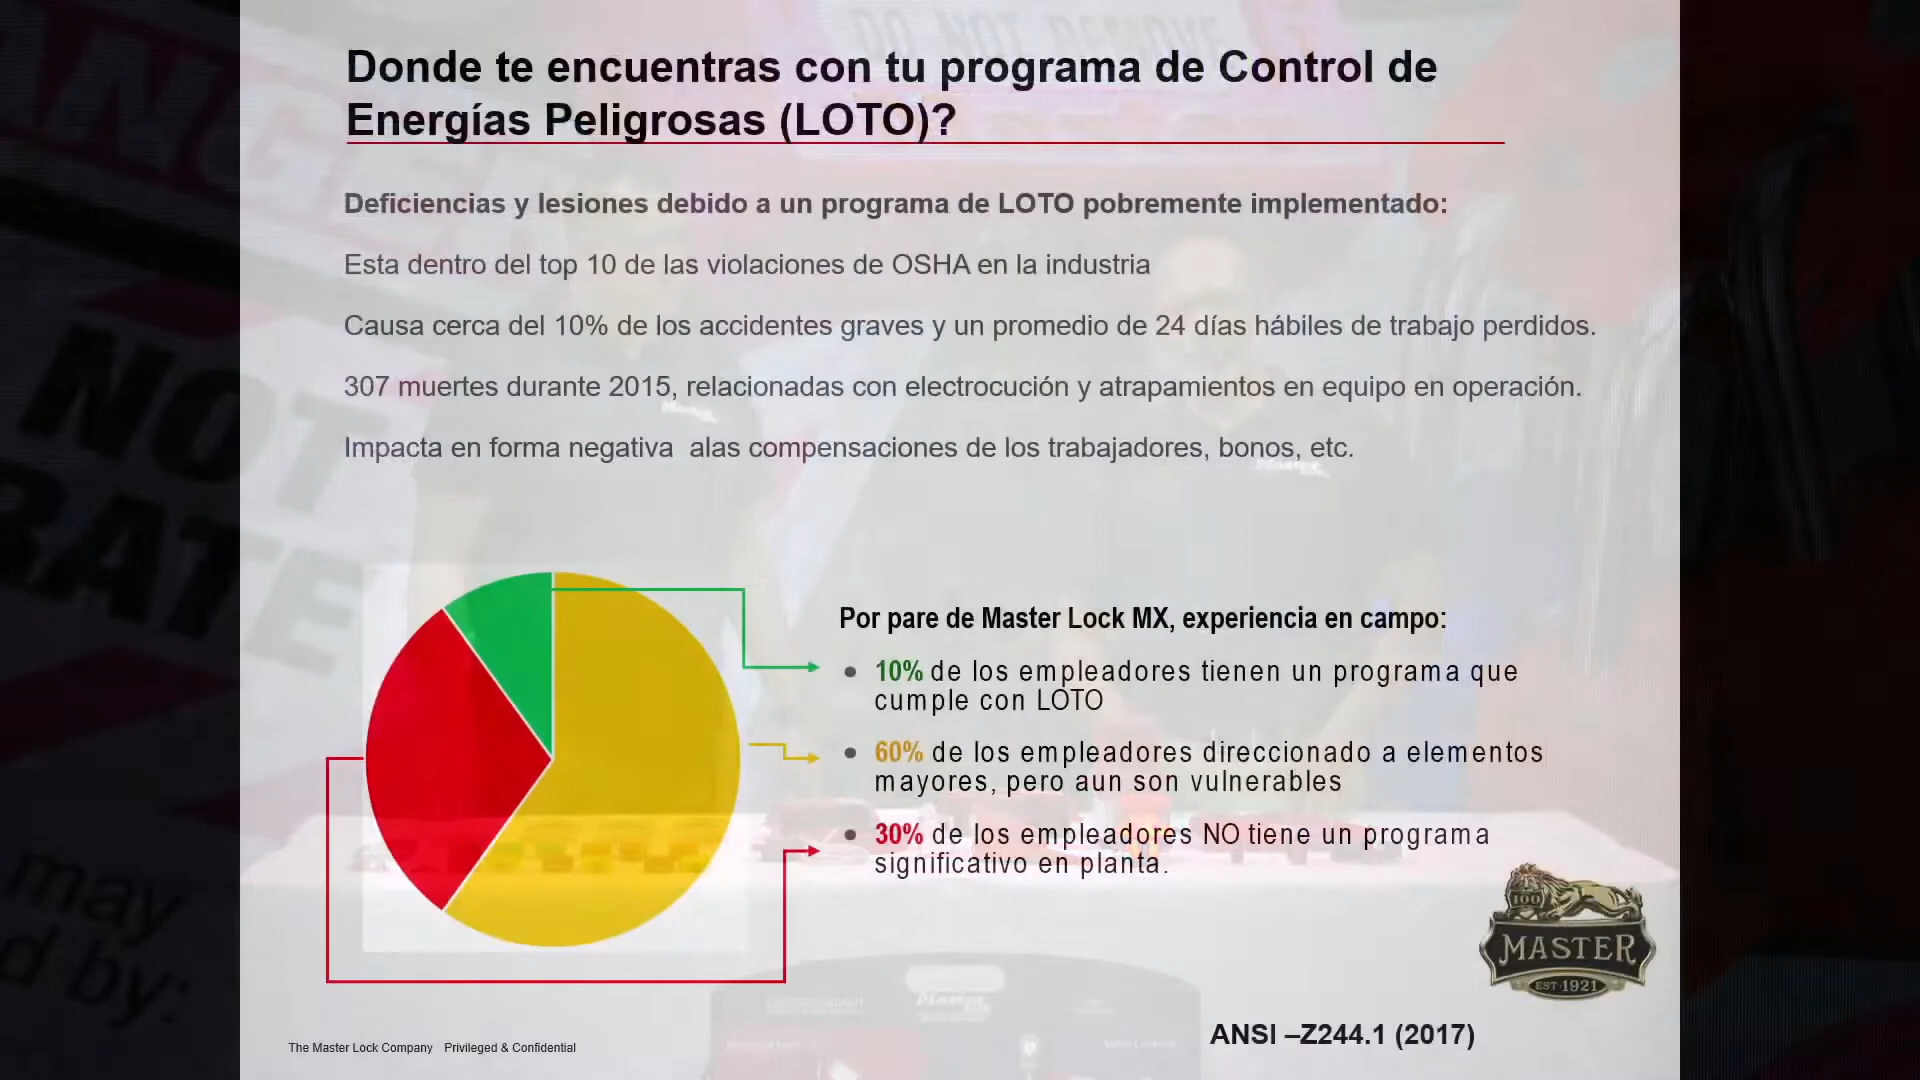 DO NOT REMOVE
Donde te encuentras con tu programa de Control de
Energías Peligrosas (LOTO)?
Deficiencias y lesiones debido a un programa de LOTO pobremente implementado:
Esta dentro del top 10 de las violaciones de OSHA en la industria
Causa cerca del 10% de los accidentes graves y un promedio de 24 días hábiles de trabajo perdidos.
307 muertes durante 2015, relacionadas con electrocución y atrapamientos en equipo en operación.
Impacta en forma negativa  alas compensaciones de los trabajadores, bonos, etc.
NOT
may
d by:
Por pare de Master Lock MX, experiencia en campo:
• 10% de los empleadores tienen un programa que
cumple con LOTO
• 60% de los empleadores direccionado a elementos
mayores, pero aun son vulnerables
• 30% de los empleadores NO tiene un programa
significativo en planta.
100
MASTER
EST 1921
ANSI –Z244.1 (2017)
The Master Lock Company Privileged & Confidential